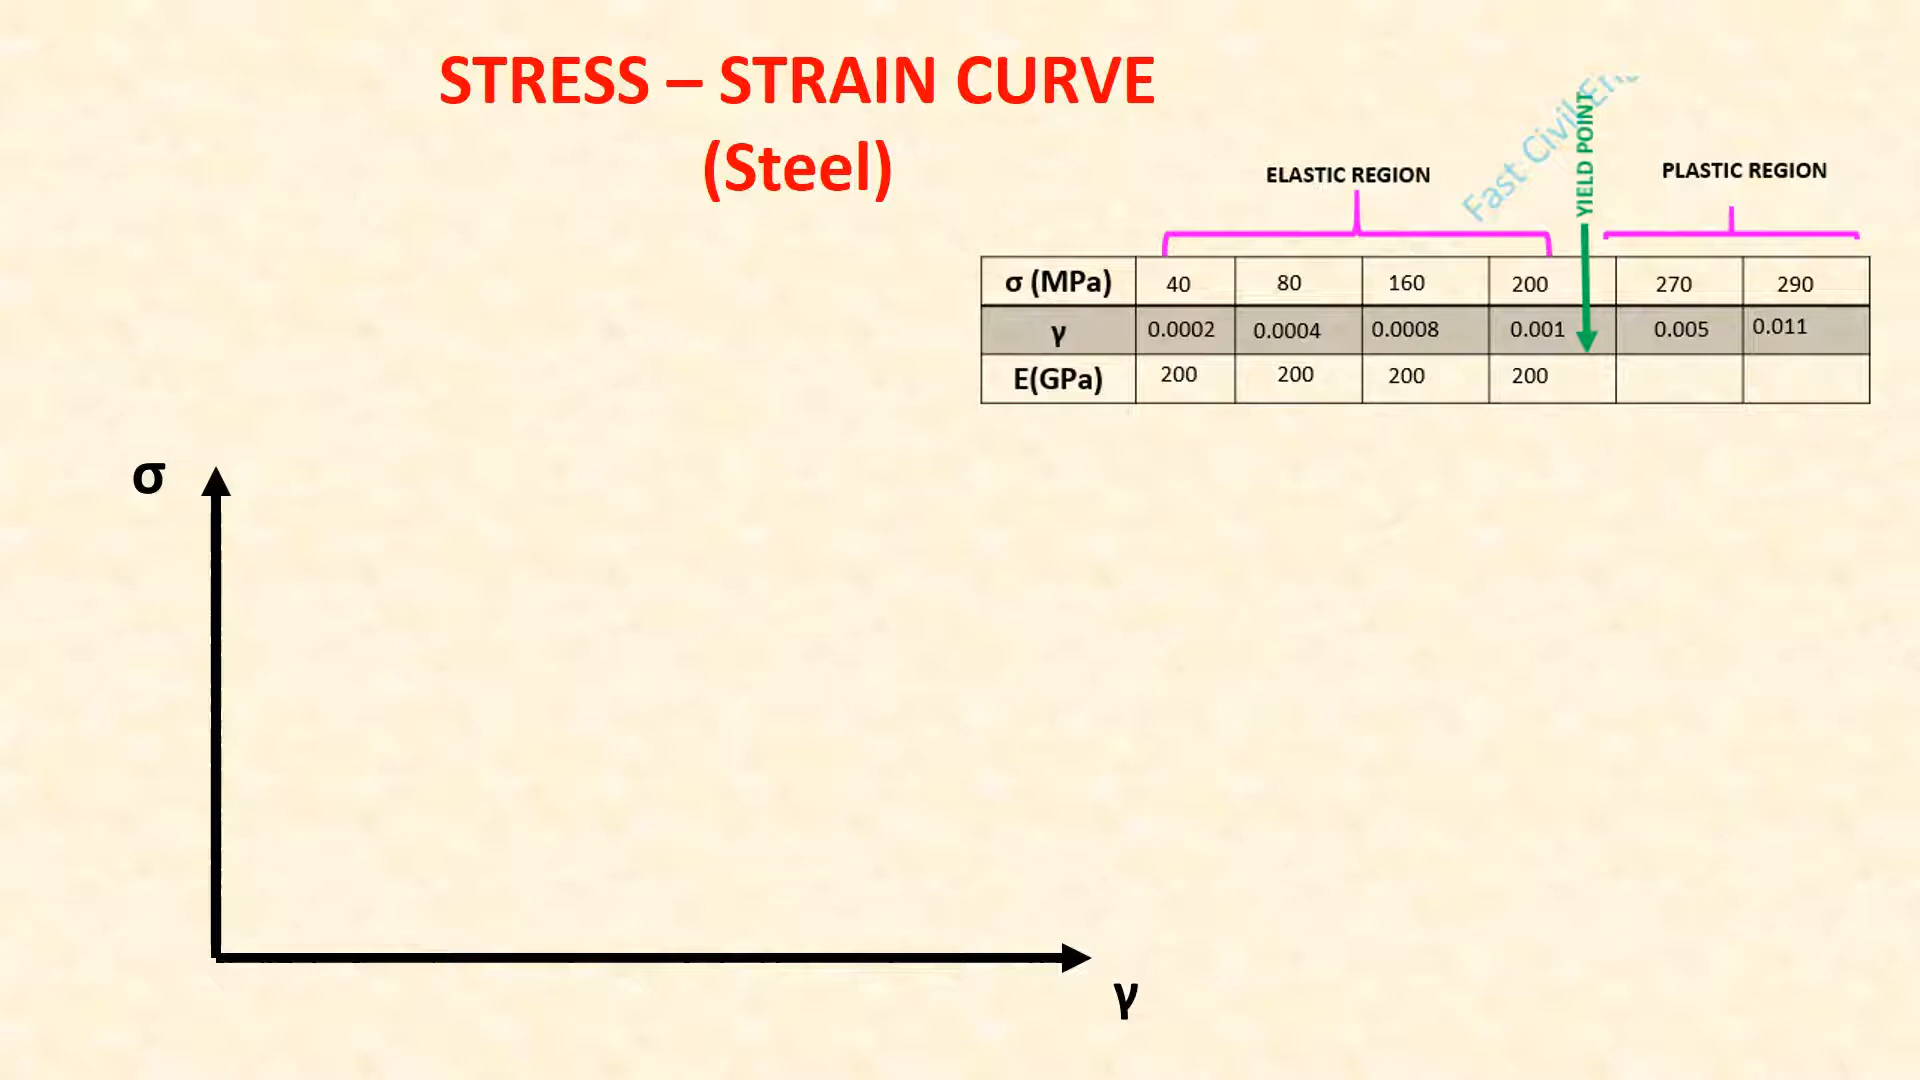 STRESS – STRAIN CURVE
(Steel)
Fast Civil
YIELD POINT
ELASTIC REGION
PLASTIC REGION
σ (MPa) 40 80 160 200 270 290
γ 0.0002 0.0004 0.0008 0.001 0.005 0.011
E(GPa) 200 200 200 200
σ
γ